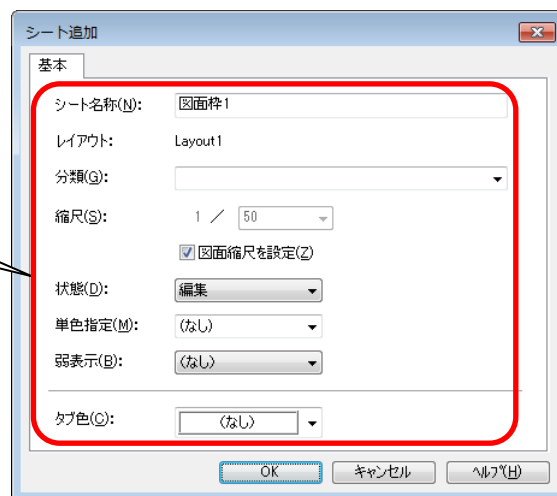 シート追加
基本
シート名称(N): 図面枠1
レイアウト: Layout1
分類(G):
縮尺(S): 1 / 50
図面縮尺を設定(Z)
状態(D): 編集
単色指定(M): (なし)
弱表示(B): (なし)
タブ色(C): (なし)
OK キャンセル ヘルプ(H)